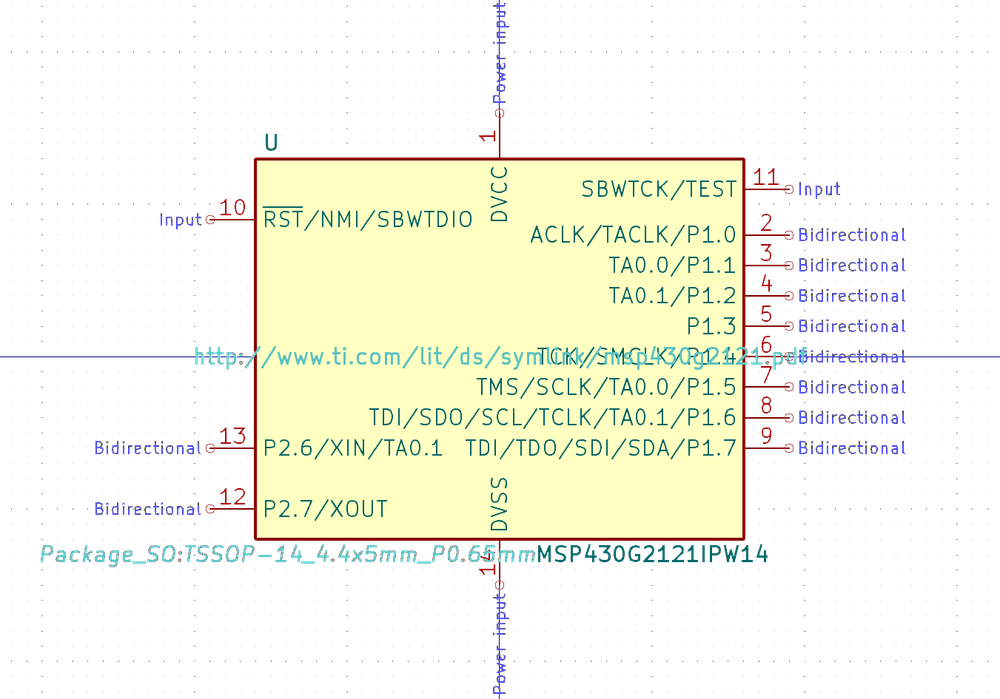 Power input
1
U
DVCC
SBWTCK/TEST 11 Input
Input 10 RST/NMI/SBWTDIO
ACLK/TACLK/P1.0 2 Bidirectional
TA0.0/P1.1 3 Bidirectional
TA0.1/P1.2 4 Bidirectional
P1.3 5 Bidirectional
http://www.ti.com/lit/ds/symlink/msp430g2121.pdf
TCK/SMCLK/P1.4 6 Bidirectional
TMS/SCLK/TA0.0/P1.5 7 Bidirectional
TDI/SDO/SCL/TCLK/TA0.1/P1.6 8 Bidirectional
Bidirectional 13 P2.6/XIN/TA0.1 TDI/TDO/SDI/SDA/P1.7 9 Bidirectional
Bidirectional 12 P2.7/XOUT
DVSS
Package_SO:TSSOP-14_4.4x5mm_P0.65mm MSP430G2121IPW14
14
Power input